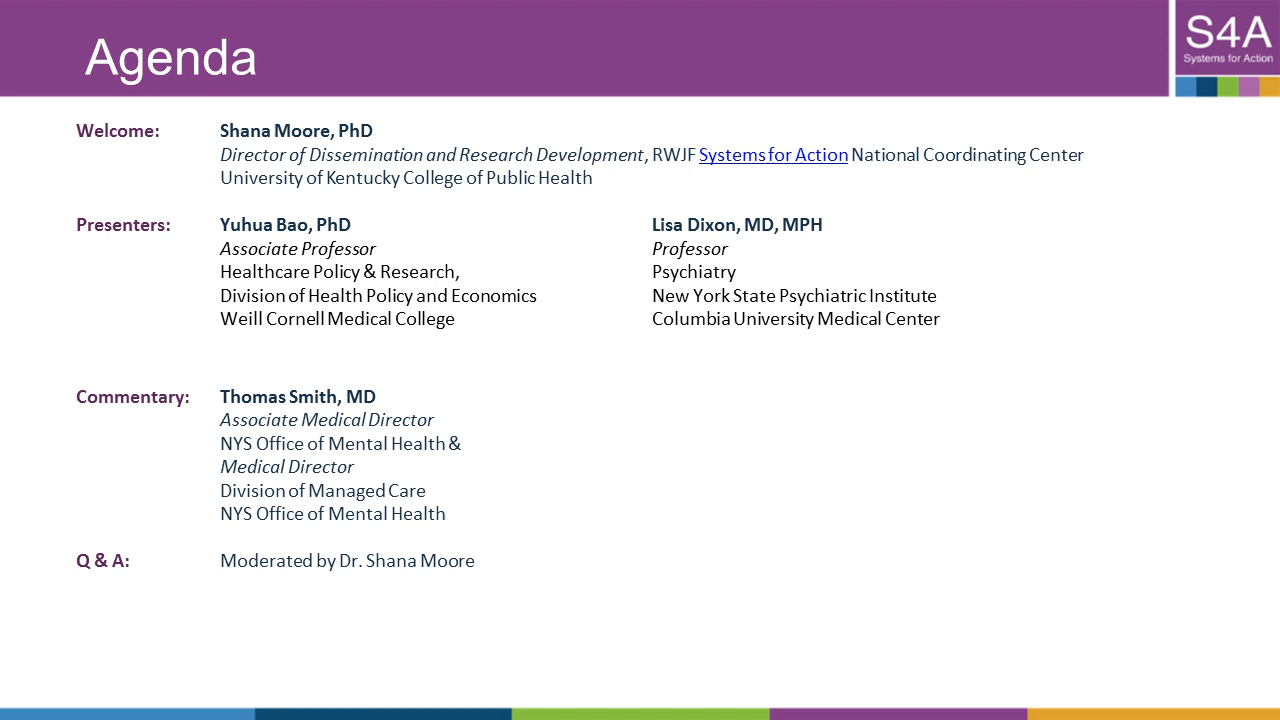 Agenda
S4A
Systems for Action
Welcome: Shana Moore, PhD
Director of Dissemination and Research Development, RWJF Systems for Action National Coordinating Center
University of Kentucky College of Public Health
Presenters: Yuhua Bao, PhD
Associate Professor
Healthcare Policy & Research,
Division of Health Policy and Economics
Weill Cornell Medical College
Lisa Dixon, MD, MPH
Professor
Psychiatry
New York State Psychiatric Institute
Columbia University Medical Center
Commentary: Thomas Smith, MD
Associate Medical Director
NYS Office of Mental Health &
Medical Director
Division of Managed Care
NYS Office of Mental Health
Q & A: Moderated by Dr. Shana Moore